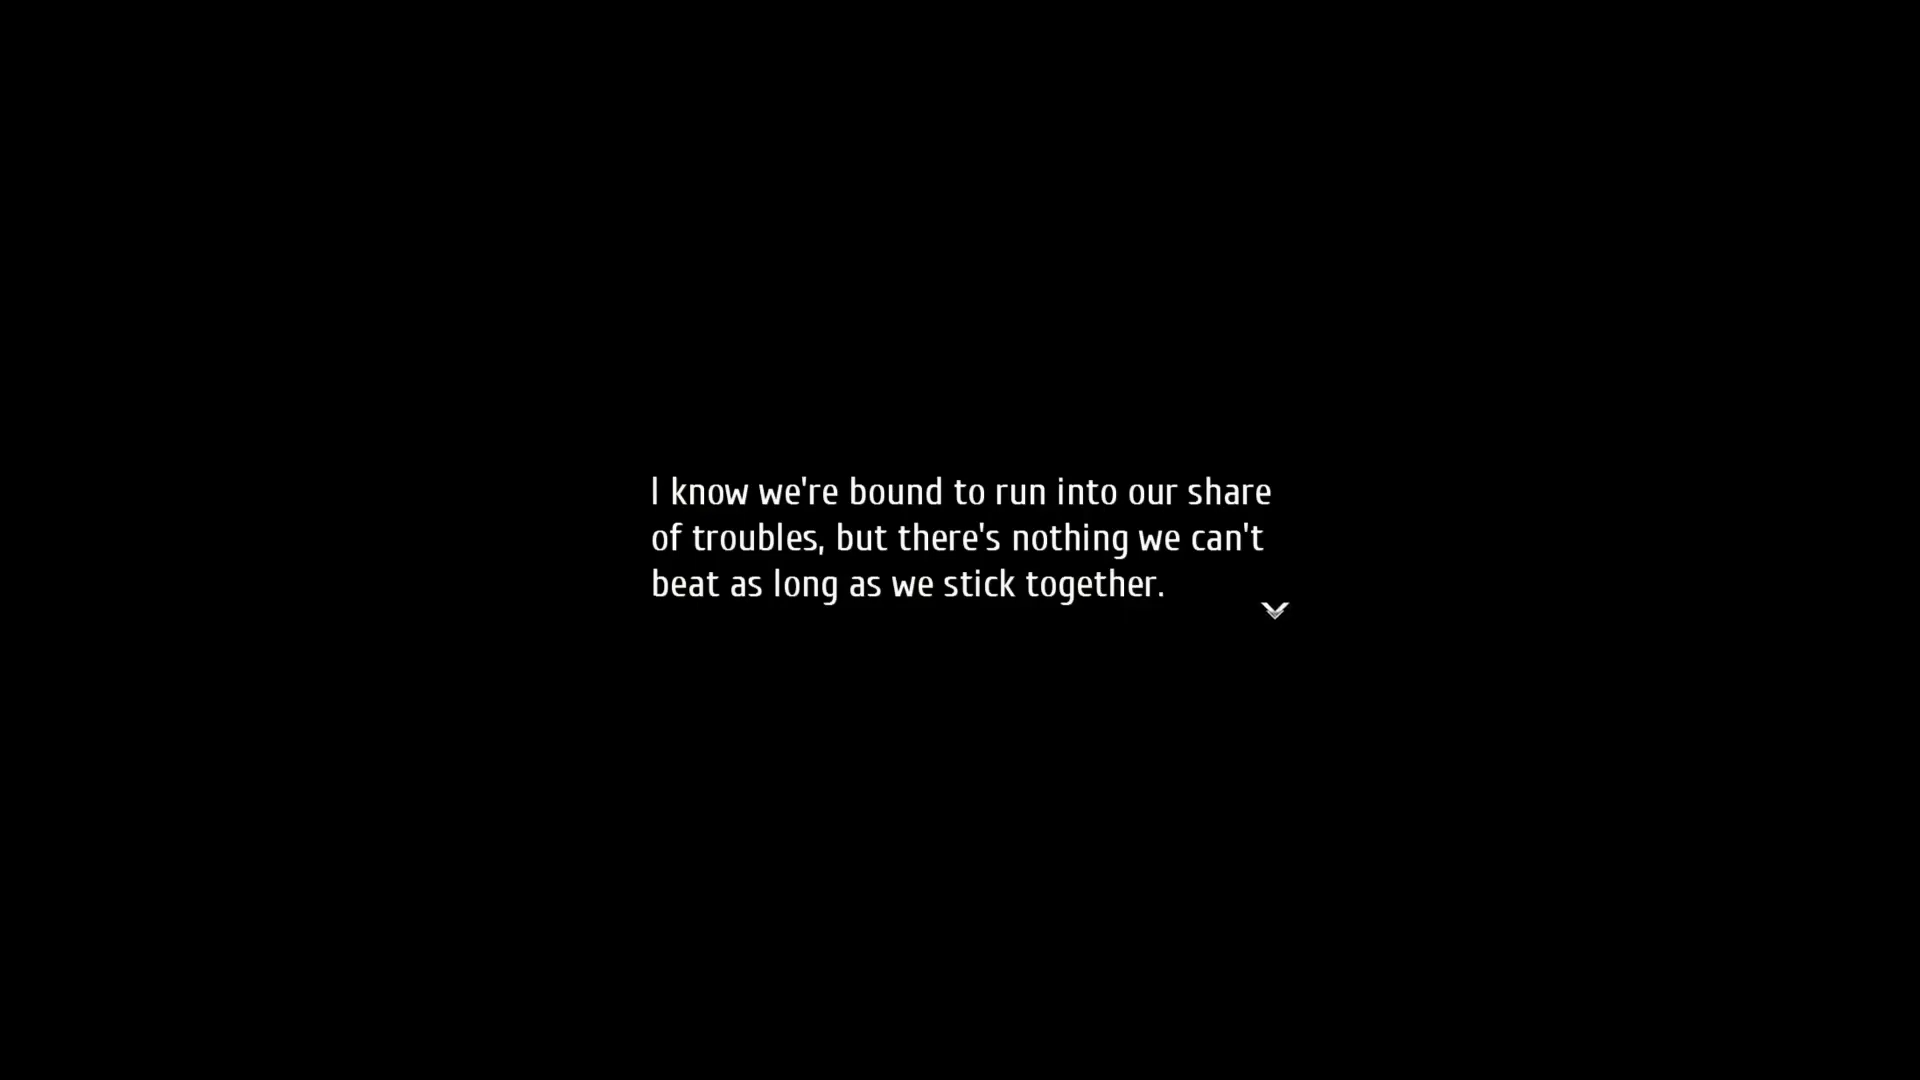 I know we're bound to run into our share
of troubles, but there's nothing we can't
beat as long as we stick together.